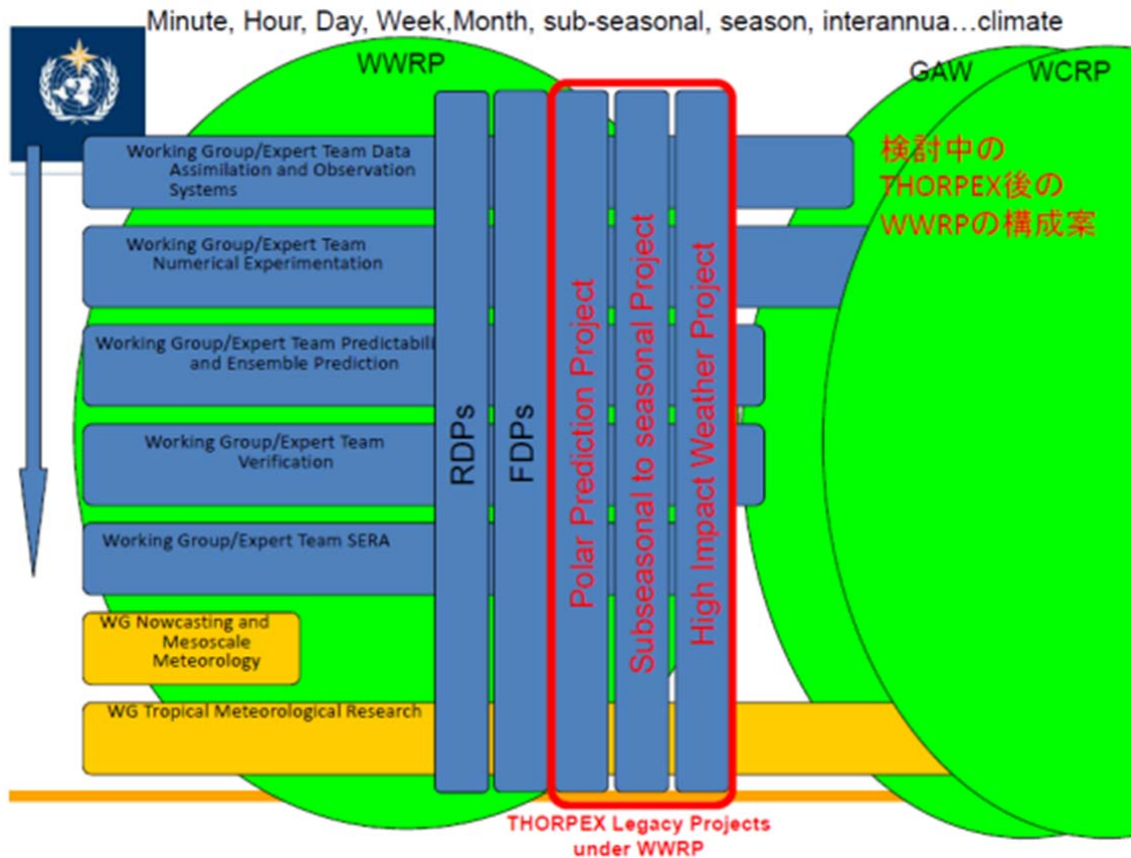 Minute, Hour, Day, Week,Month, sub-seasonal, season, interannua...climate
WWRP
GAW
WCRP
検討中の
THORPEX後の
WWRPの構成案
Working Group/Expert Team Data
Assimilation and Observation
Systems
Working Group/Expert Team
Numerical Experimentation
Working Group/Expert Team Predictabili
and Ensemble Prediction
Working Group/Expert Team
Verification
Working Group/Expert Team SERA
WG Nowcasting and
Mesoscale
Meteorology
WG Tropical Meteorological Research
RDPs
FDPs
Polar Prediction Project
Subseasonal to seasonal Project
High Impact Weather Project
THORPEX Legacy Projects
under WWRP